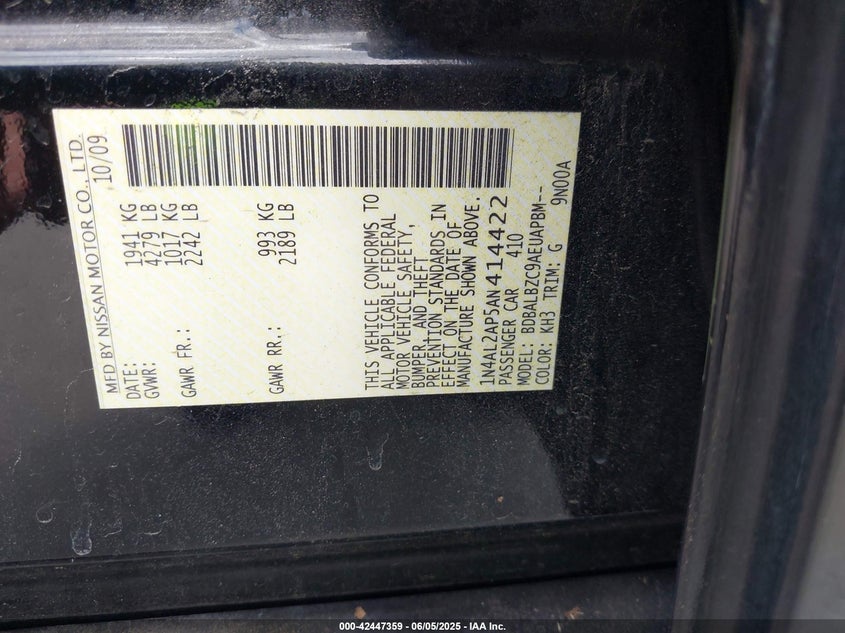 MFD BY NISSAN MOTOR CO., LTD.
DATE: 10/09
GVWR: 1941 KG
4279 LB
GAWR FR.: 1017 KG
2242 LB
GAWR RR.: 993 KG
2189 LB
THIS VEHICLE CONFORMS TO
ALL APPLICABLE FEDERAL
MOTOR VEHICLE SAFETY,
BUMPER, AND THEFT
PREVENTION STANDARDS IN
EFFECT ON THE DATE OF
MANUFACTURE SHOWN ABOVE.
1N4AL2AP5AN414422
PASSENGER CAR 410
MODEL: BDBALBZC9AEUAPBM--
COLOR: KH3 TRIM: G 9N00A
000-42447359 - 06/05/2025 - IAA Inc.